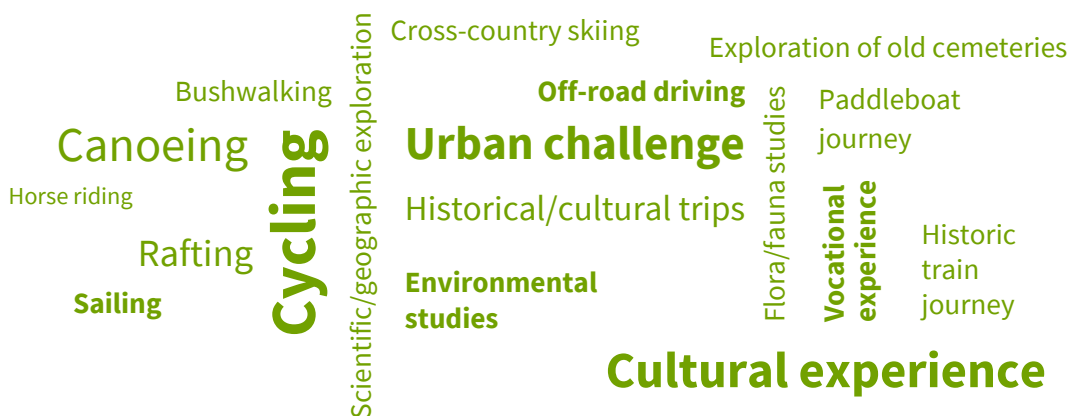 Cross-country skiing
Exploration of old cemeteries
Bushwalking
Scientific/geographic exploration
Off-road driving
Flora/fauna studies
Paddleboat
journey
Canoeing
Cycling
Urban challenge
Horse riding
Historical/cultural trips
Vocational
experience
Historic
train
journey
Rafting
Environmental
studies
Sailing
Cultural experience